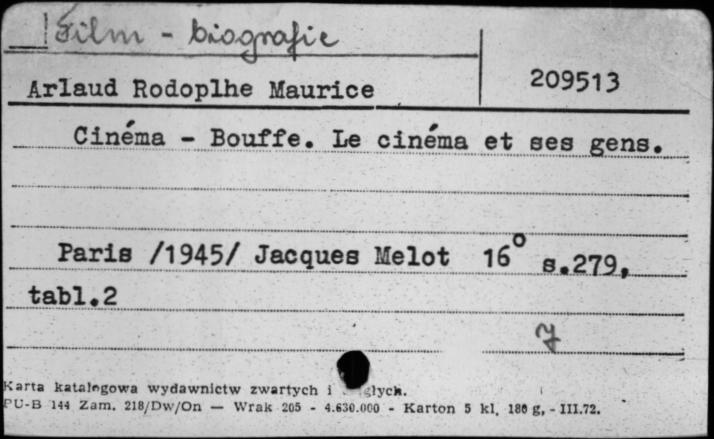 Film - biografie
Arlaud Rodoplhe Maurice 209513
Cinéma - Bouffe. Le cinéma et ses gens.
Paris /1945/ Jacques Melot 16° s.279,
tabl.2
Karta katalogowa wydawnictw zwartych i głych.
PU-B 144 Zam. 218/Dw/On — Wrak 205 - 4.630.000 - Karton 5 kl. 180 g, - III.72.